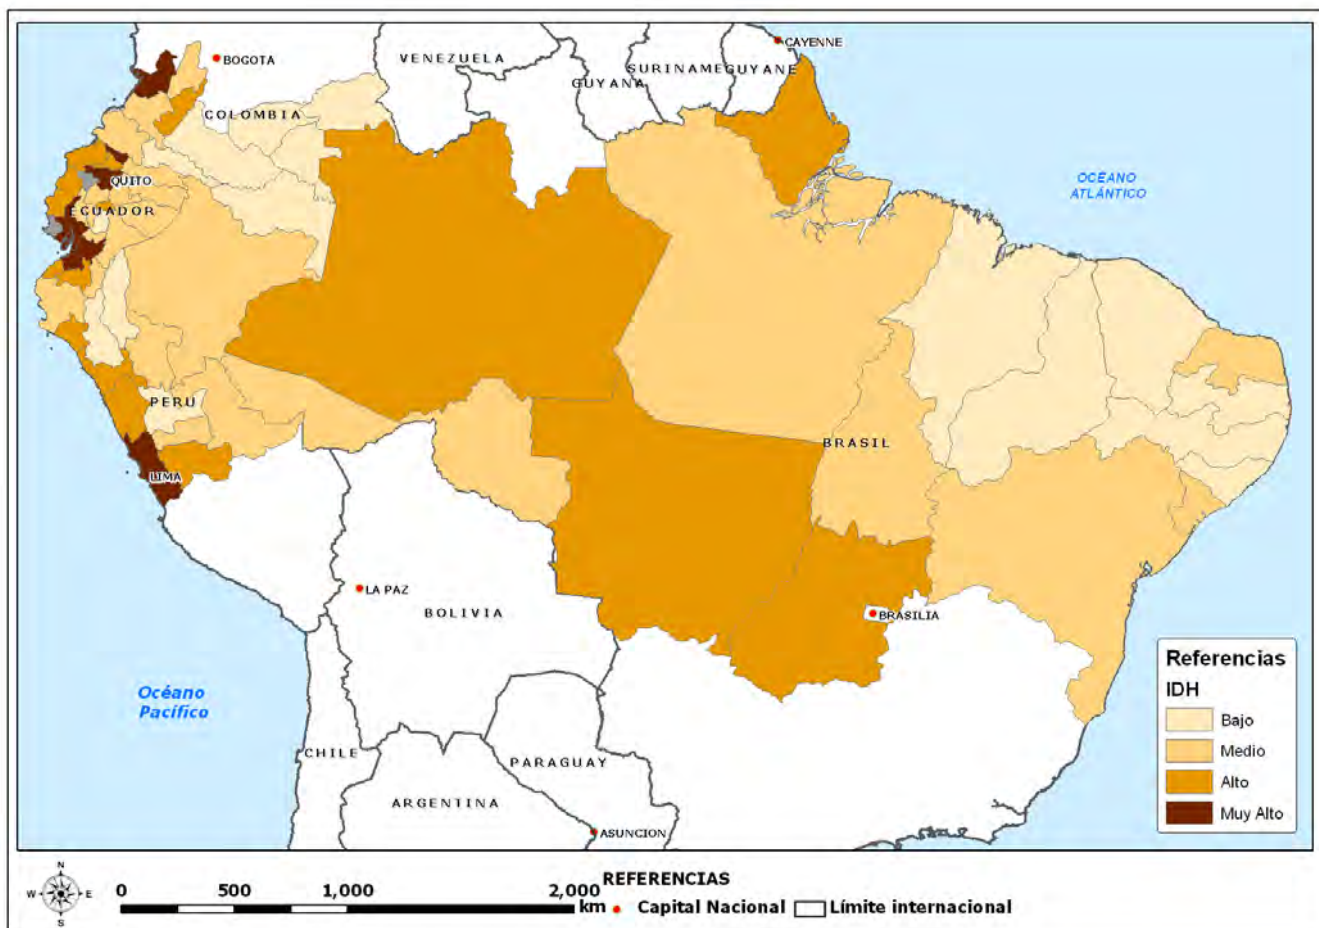 CAYENNE
BOGOTA
VENEZUELA
SURINAME
GUYANE
GUYANA
COLOMBIA
QUITO
OCÉANO
ATLÁNTICO
ECUADOR
PERU
BRASIL
LIMA
LA PAZ
BOLIVIA
BRASILIA
Océano
Pacífico
CHILE
PARAGUAY
ARGENTINA
ASUNCION
Referencias
IDH
Bajo
Medio
Alto
Muy Alto
N
W E
S
0 500 1,000 2,000
km
REFERENCIAS
Capital Nacional Límite internacional